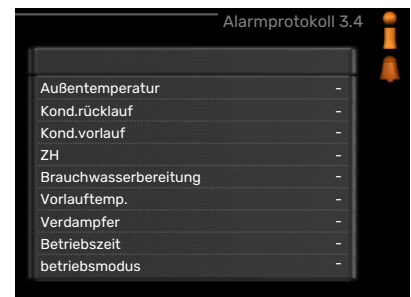 Alarmprotokoll 3.4
Außentemperatur -
Kond.rücklauf -
Kond.vorlauf -
ZH -
Brauchwasserbereitung -
Vorlauftemp. -
Verdampfer -
Betriebszeit -
betriebsmodus -